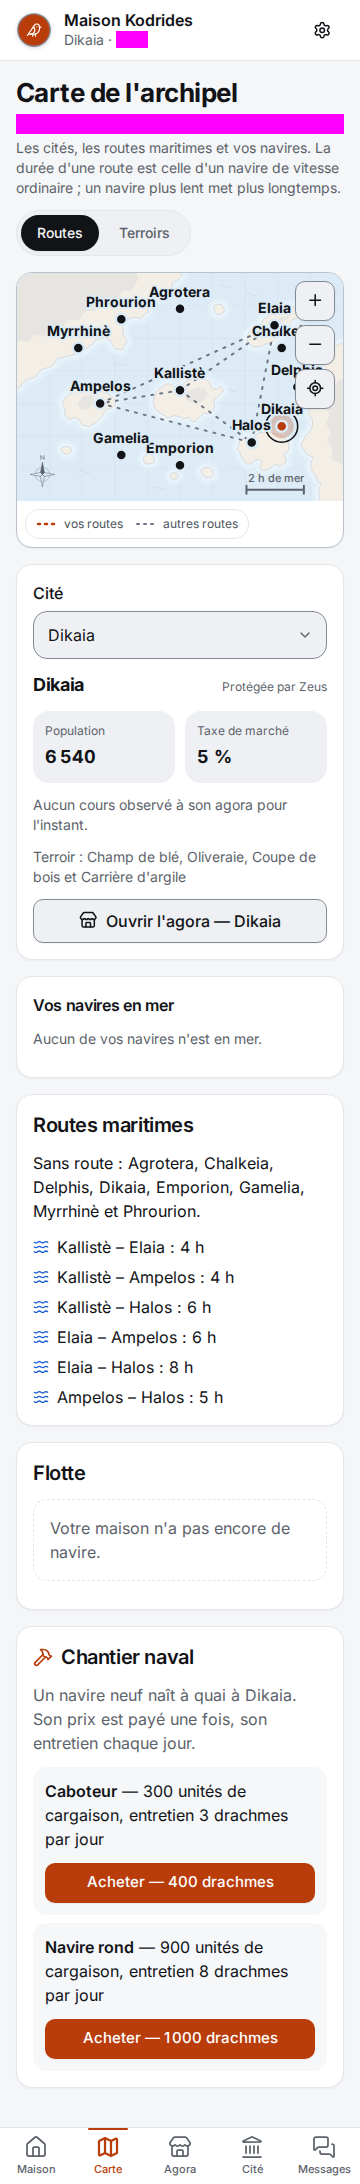 Maison Kodrides
Dikaia ·
Carte de l'archipel
Les cités, les routes maritimes et vos navires. La
durée d'une route est celle d'un navire de vitesse
ordinaire ; un navire plus lent met plus longtemps.
Routes
Terroirs
Agrotera
Phrourion
Elaia
Myrrhinè
Kallistè
Ampelos
Dikaia
Halos
Gamelia
Emporion
N
2 h de mer
vos routes
autres routes
Cité
Dikaia
Dikaia
Protégée par Zeus
Population
Taxe de marché
6 540
5 %
Aucun cours observé à son agora pour
l'instant.
Terroir : Champ de blé, Oliveraie, Coupe de
bois et Carrière d'argile
Ouvrir l'agora — Dikaia
Vos navires en mer
Aucun de vos navires n'est en mer.
Routes maritimes
Sans route : Agrotera, Chalkeia,
Delphis, Dikaia, Emporion, Gamelia,
Myrrhinè et Phrourion.
Kallistè – Elaia : 4 h
Kallistè – Ampelos : 4 h
Kallistè – Halos : 6 h
Elaia – Ampelos : 6 h
Elaia – Halos : 8 h
Ampelos – Halos : 5 h
Flotte
Votre maison n'a pas encore de
navire.
Chantier naval
Un navire neuf naît à quai à Dikaia.
Son prix est payé une fois, son
entretien chaque jour.
Caboteur — 300 unités de
cargaison, entretien 3 drachmes
par jour
Acheter — 400 drachmes
Navire rond — 900 unités de
cargaison, entretien 8 drachmes
par jour
Acheter — 1 000 drachmes
Maison
Carte
Agora
Cité
Messages